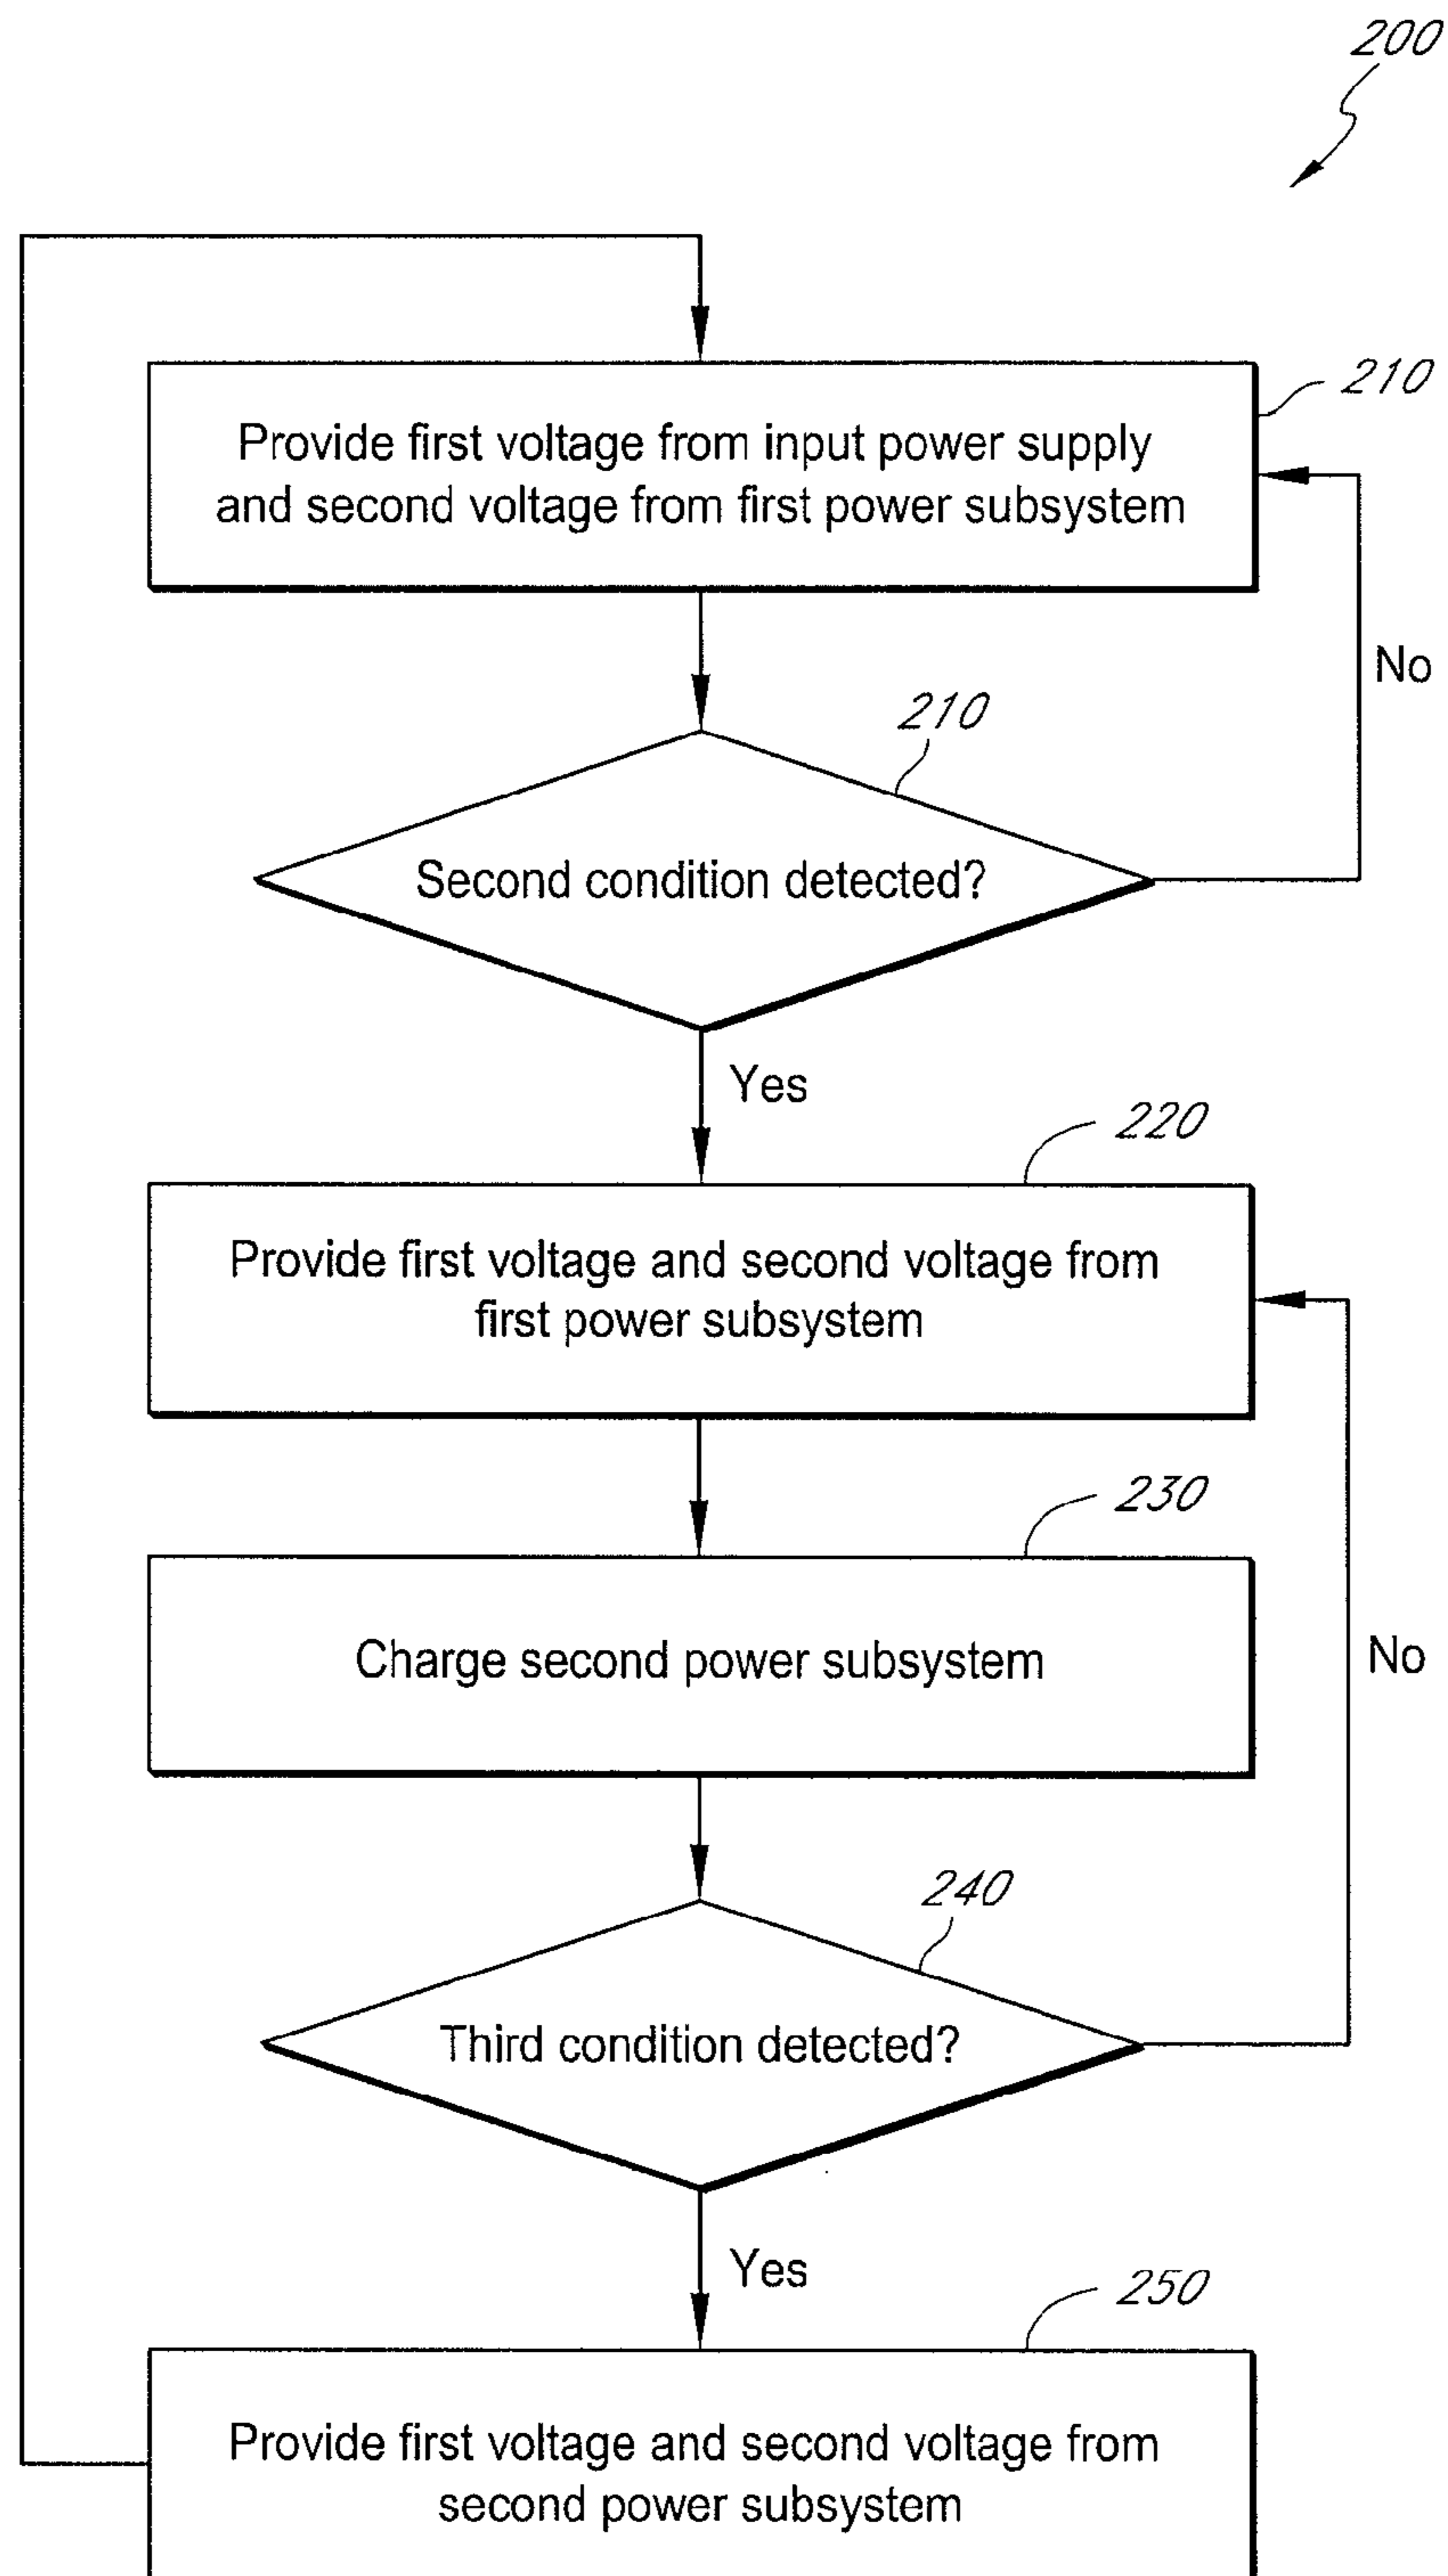 200
210
Provide first voltage from input power supply
and second voltage from first power subsystem
No
210
Second condition detected?
Yes
220
Provide first voltage and second voltage from
first power subsystem
230
Charge second power subsystem
No
240
Third condition detected?
Yes
250
Provide first voltage and second voltage from
second power subsystem